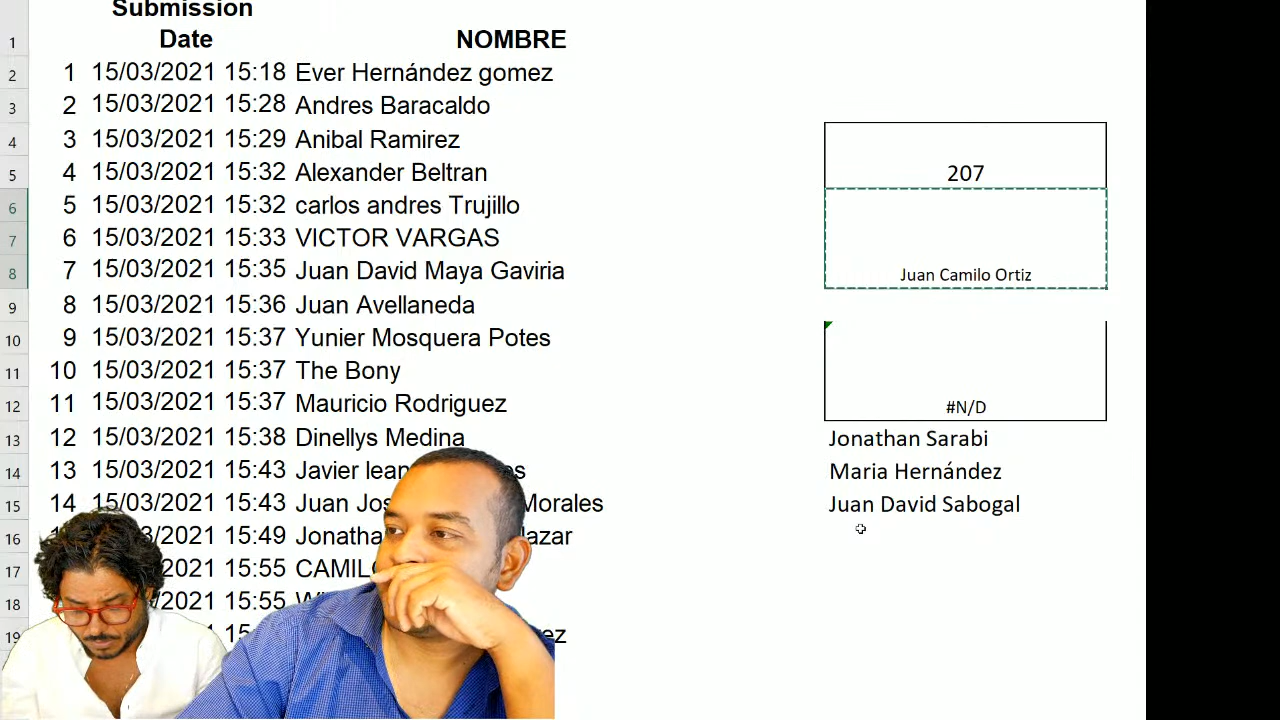 Submission
Date NOMBRE
1
2 1 15/03/2021 15:18 Ever Hernández gomez
3 2 15/03/2021 15:28 Andres Baracaldo
4 3 15/03/2021 15:29 Anibal Ramirez
5 4 15/03/2021 15:32 Alexander Beltran 207
6 5 15/03/2021 15:32 carlos andres Trujillo
7 6 15/03/2021 15:33 VICTOR VARGAS
8 7 15/03/2021 15:35 Juan David Maya Gaviria Juan Camilo Ortiz
9 8 15/03/2021 15:36 Juan Avellaneda
10 9 15/03/2021 15:37 Yunier Mosquera Potes
11 10 15/03/2021 15:37 The Bony
12 11 15/03/2021 15:37 Mauricio Rodriguez #N/D
13 12 15/03/2021 15:38 Dinellys Medina Jonathan Sarabi
14 13 15/03/2021 15:43 Javier Maria Hernández
15 14 15/03/2021 15:43 Juan Morales Juan David Sabogal
16 15:49
17 15:55
18 15:55
19